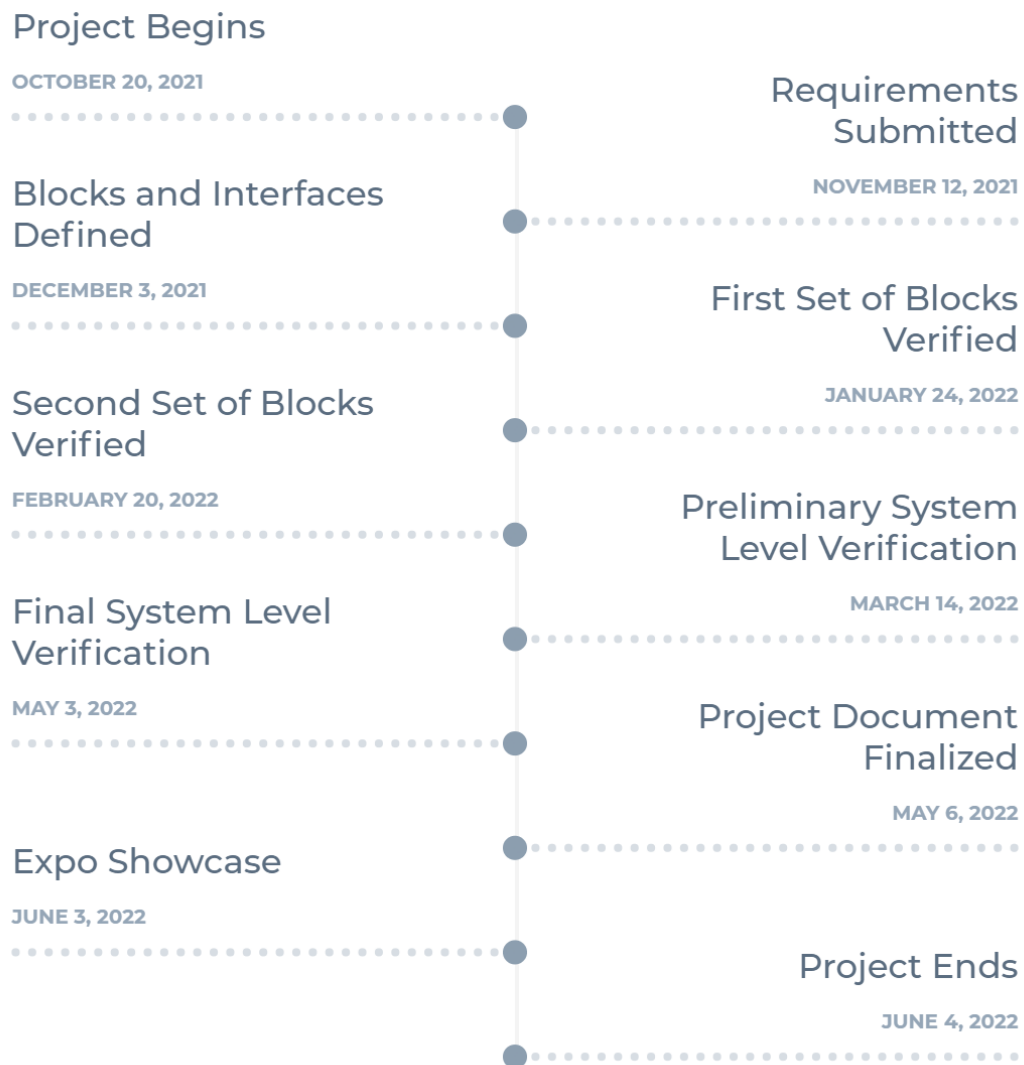 Project Begins
OCTOBER 20, 2021
Requirements
Submitted
NOVEMBER 12, 2021
Blocks and Interfaces
Defined
DECEMBER 3, 2021
First Set of Blocks
Verified
JANUARY 24, 2022
Second Set of Blocks
Verified
FEBRUARY 20, 2022
Preliminary System
Level Verification
MARCH 14, 2022
Final System Level
Verification
MAY 3, 2022
Project Document
Finalized
MAY 6, 2022
Expo Showcase
JUNE 3, 2022
Project Ends
JUNE 4, 2022